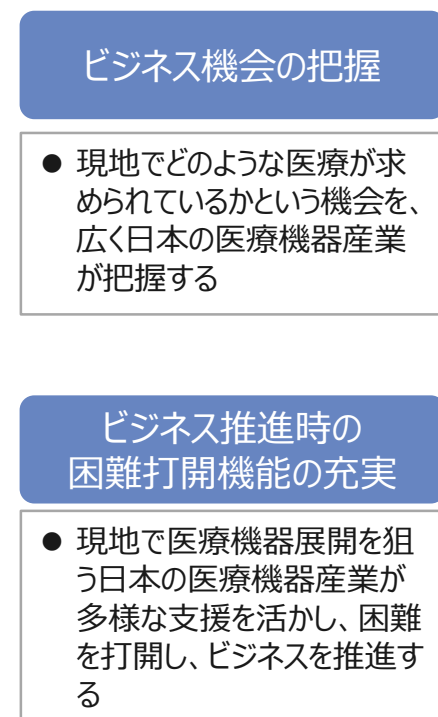 ビジネス機会の把握
● 現地でどのような医療が求
められているかという機会を、
広く日本の医療機器産業
が把握する
ビジネス推進時の
困難打開機能の充実
● 現地で医療機器展開を狙
う日本の医療機器産業が
多様な支援を活かし、困難
を打開し、ビジネスを推進す
る